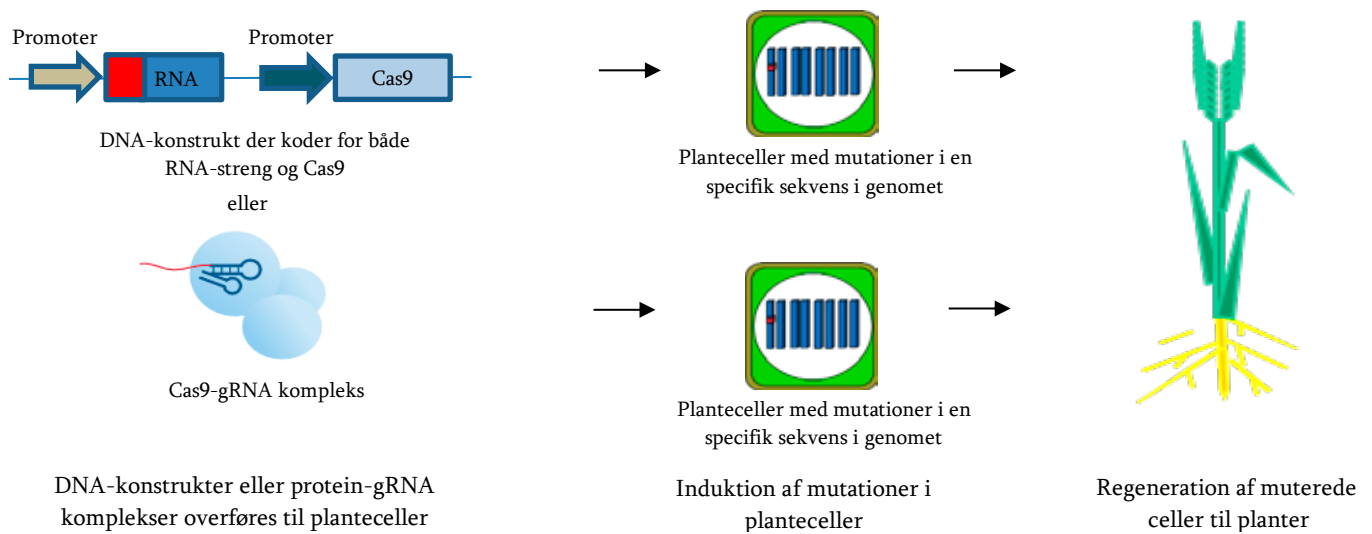 Promoter
Promoter
RNA
Cas9
DNA-konstrukt der koder for både
RNA-streng og Cas9
eller
Cas9-gRNA kompleks
DNA-konstrukter eller protein-gRNA
komplekser overføres til planteceller
Planteceller med mutationer i en
specifik sekvens i genomet
Planteceller med mutationer i en
specifik sekvens i genomet
Induktion af mutationer i
planteceller
Regeneration af muterede
celler til planter